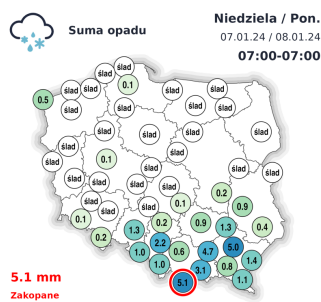 Suma opadu
Niedziela / Pon.
07.01.24 / 08.01.24
07:00-07:00
ślad
ślad 0.1
ślad ślad ślad ślad
0.5 ślad
ślad ślad ślad
ślad ślad ślad
ślad 0.1 ślad
ślad ślad ślad ślad
ślad ślad ślad
ślad ślad 0.1 0.2
0.1 ślad 0.9
0.2 1.3 0.2 0.9 1.3 0.4
1.0 2.2 0.6 4.7 5.0
1.0 3.1 0.8 1.4
5.1 1.1
5.1 mm
Zakopane